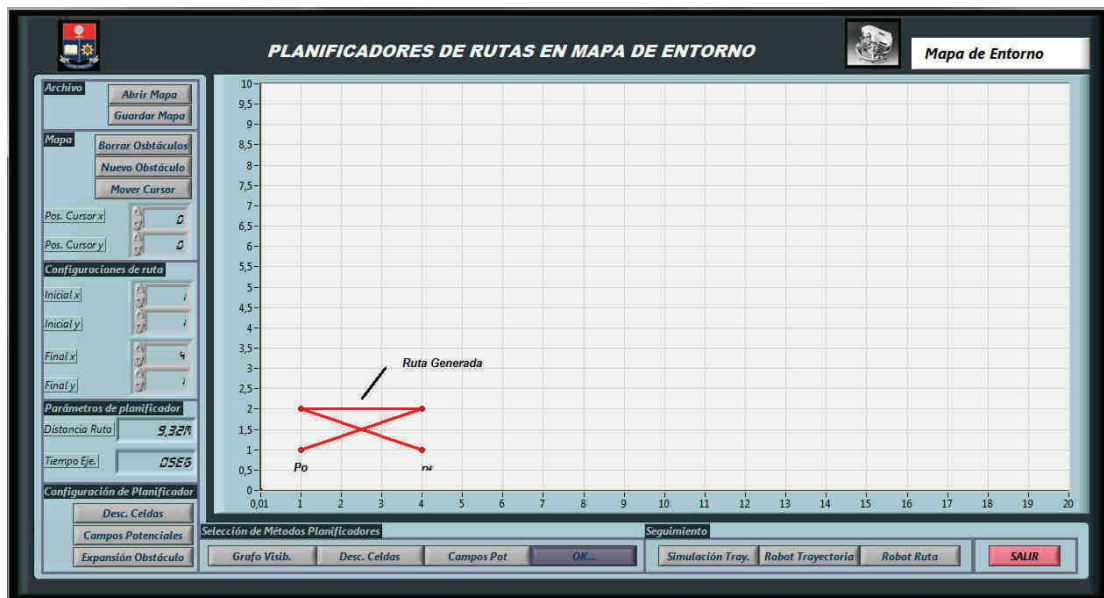 PLANIFICADORES DE RUTAS EN MAPA DE ENTORNO
Mapa de Entorno
Archivo
Abrir Mapa
Guardar Mapa
Mapa
Borrar Osbtáculos
Nuevo Obstáculo
Mover Cursor
Pos. Cursor x 0
Pos. Cursor y 0
Configuraciones de ruta
Inicial x 1
Inicial y 1
Final x 4
Final y 1
Parámetros de planificador
Distancia Ruta 9,32M
Tiempo Eje. 0SEG
Configuración de Planificador
Desc. Celdas
Campos Potenciales
Expansión Obstáculo
10
9,5
9
8,5
8
7,5
7
6,5
6
5,5
5
4,5
4
3,5
3
2,5
2
1,5
1
0,5
0
Ruta Generada
Po
0,01 1 2 3 4 5 6 7 8 9 10 11 12 13 14 15 16 17 18 19 20
Selección de Métodos Planificadores
Grafo Visib. Desc. Celdas Campos Pot OK...
Seguimiento
Simulación Tray. Robot Trayectoria Robot Ruta
SALIR